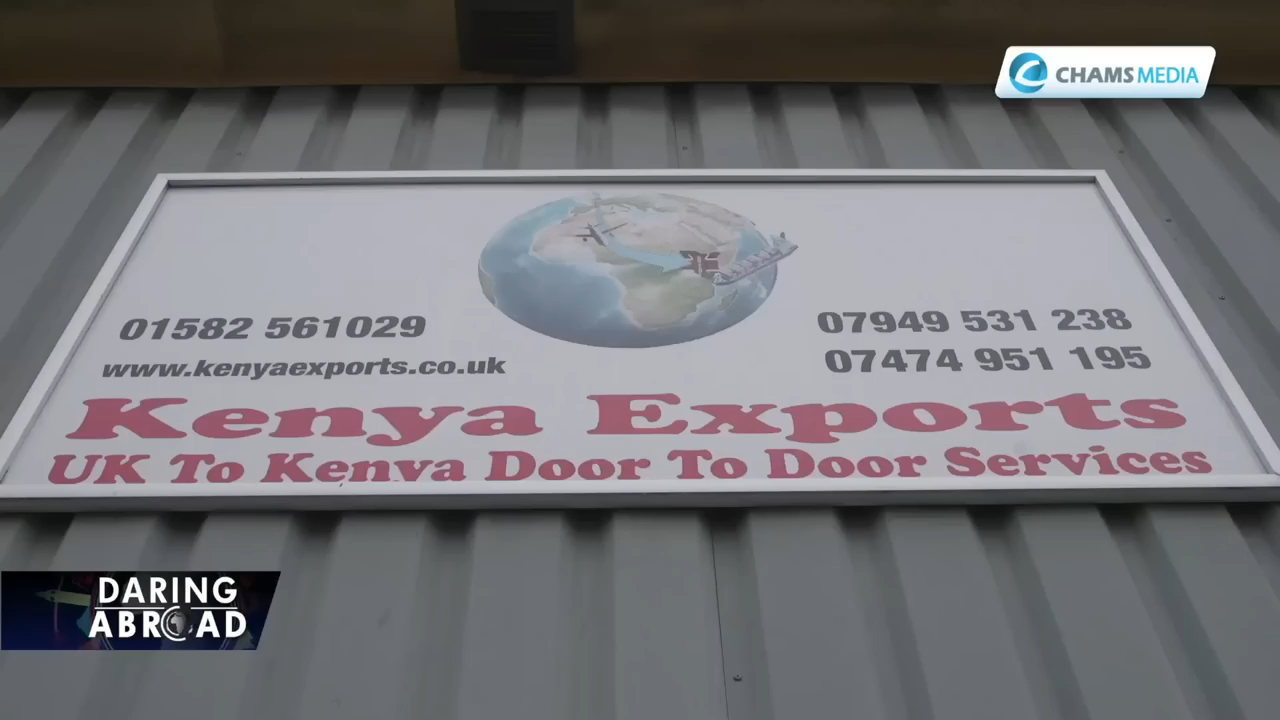 CHAMS MEDIA
01582 561029
www.kenyaexports.co.uk
07949 531 238
07474 951 195
Kenya Exports
UK To Kenya Door To Door Services
DARING
ABROAD